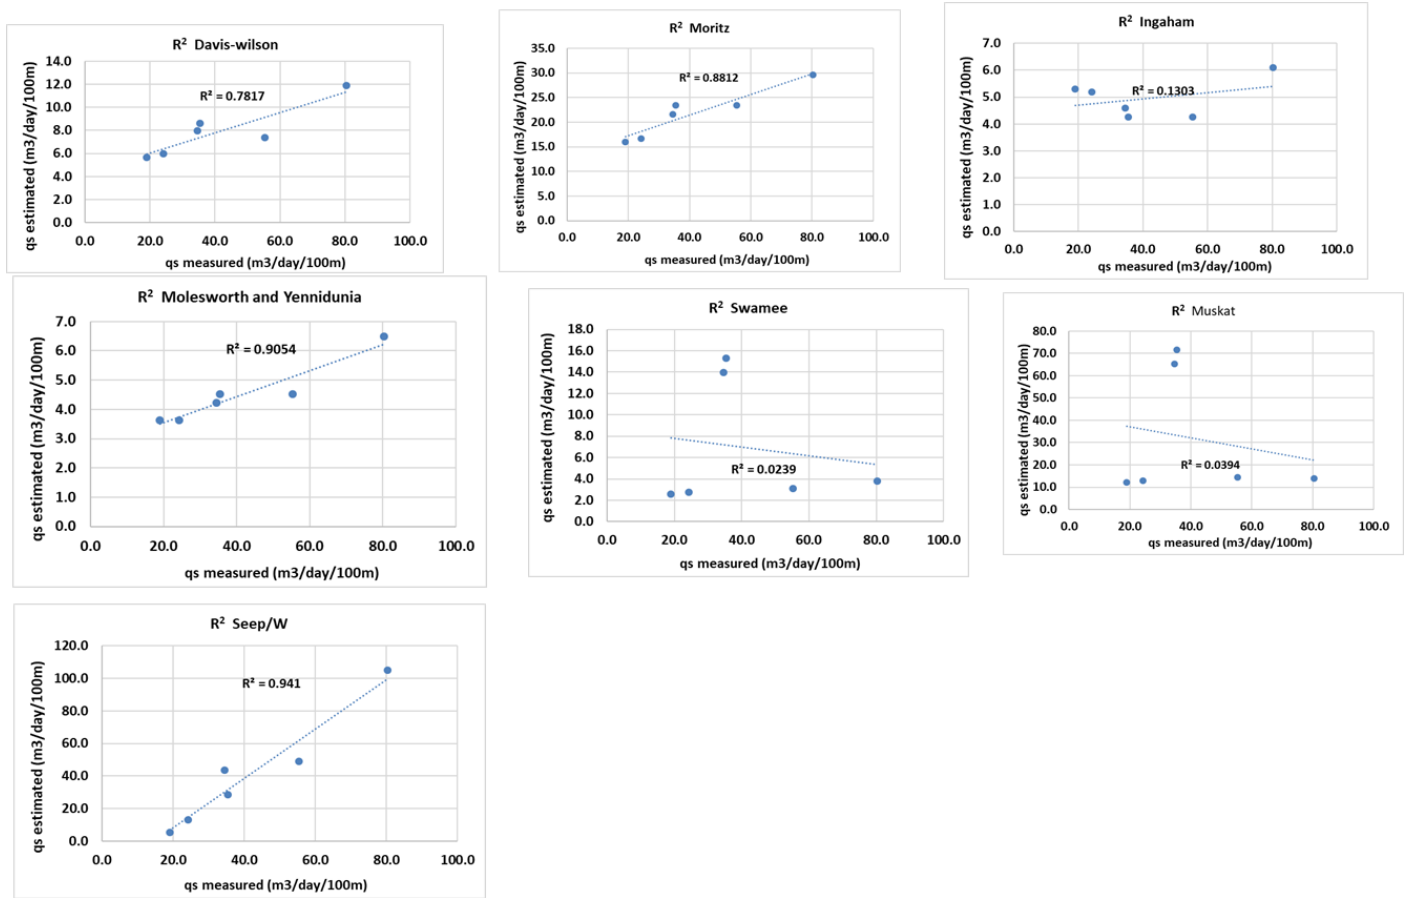 R² Davis-wilson
qs estimated (m3/day/100m)
14.0
12.0
10.0
8.0
6.0
4.0
2.0
0.0
R² = 0.7817
0.0 20.0 40.0 60.0 80.0 100.0
qs measured (m3/day/100m)
R² Moritz
qs estimated (m3/day/100m)
35.0
30.0
25.0
20.0
15.0
10.0
5.0
0.0
R² = 0.8812
0.0 20.0 40.0 60.0 80.0 100.0
qs measured (m3/day/100m)
R² Ingaham
qs estimated (m3/day/100m)
7.0
6.0
5.0
4.0
3.0
2.0
1.0
0.0
R² = 0.1303
0.0 20.0 40.0 60.0 80.0 100.0
qs measured (m3/day/100m)
R² Molesworth and Yennidunia
qs estimated (m3/day/100m)
7.0
6.0
5.0
4.0
3.0
2.0
1.0
0.0
R² = 0.9054
0.0 20.0 40.0 60.0 80.0 100.0
qs measured (m3/day/100m)
R² Swamee
qs estimated (m3/day/100m)
18.0
16.0
14.0
12.0
10.0
8.0
6.0
4.0
2.0
0.0
R² = 0.0239
0.0 20.0 40.0 60.0 80.0 100.0
qs measured (m3/day/100m)
R² Muskat
qs estimated (m3/day/100m)
80.0
70.0
60.0
50.0
40.0
30.0
20.0
10.0
0.0
R² = 0.0394
0.0 20.0 40.0 60.0 80.0 100.0
qs measured (m3/day/100m)
R² Seep/W
qs estimated (m3/day/100m)
120.0
100.0
80.0
60.0
40.0
20.0
0.0
R² = 0.941
0.0 20.0 40.0 60.0 80.0 100.0
qs measured (m3/day/100m)